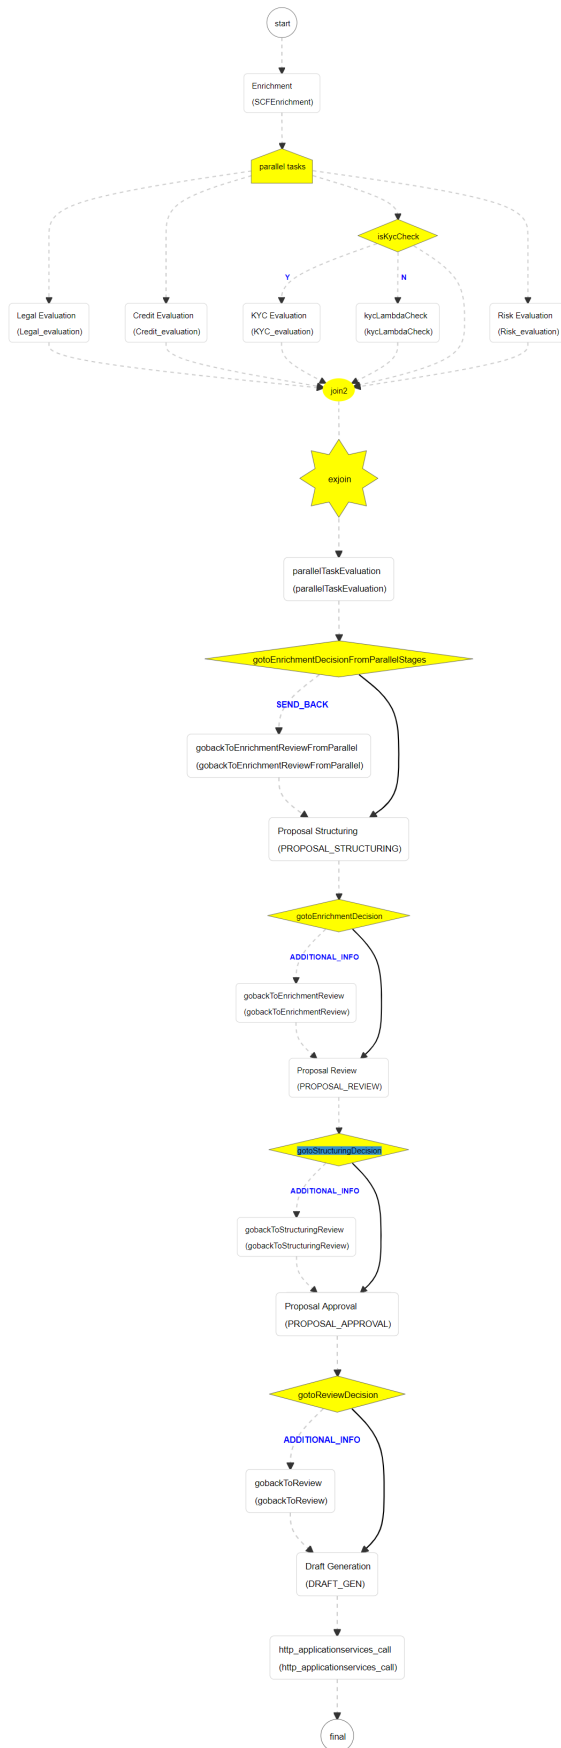 start
Enrichment
(SCFEnrichment)
parallel tasks
isKycCheck
Y
N
Legal Evaluation
(Legal_evaluation)
Credit Evaluation
(Credit_evaluation)
KYC Evaluation
(KYC_evaluation)
kycLambdaCheck
(kycLambdaCheck)
Risk Evaluation
(Risk_evaluation)
join2
exjoin
parallelTaskEvaluation
(parallelTaskEvaluation)
gotoEnrichmentDecisionFromParallelStages
SEND_BACK
gobackToEnrichmentReviewFromParallel
(gobackToEnrichmentReviewFromParallel)
Proposal Structuring
(PROPOSAL_STRUCTURING)
gotoEnrichmentDecision
ADDITIONAL_INFO
gobackToEnrichmentReview
(gobackToEnrichmentReview)
Proposal Review
(PROPOSAL_REVIEW)
gotoStructuringDecision
ADDITIONAL_INFO
gobackToStructuringReview
(gobackToStructuringReview)
Proposal Approval
(PROPOSAL_APPROVAL)
gotoReviewDecision
ADDITIONAL_INFO
gobackToReview
(gobackToReview)
Draft Generation
(DRAFT_GEN)
http_applicationservices_call
(http_applicationservices_call)
final